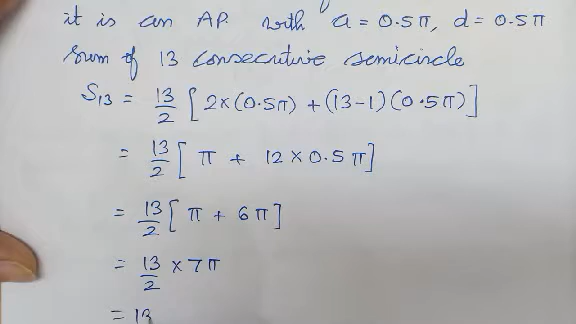 it is an AP. with a = 0.5π, d = 0.5π
Sum of 13 consecutive semicircle
S₁₃ = 13/2 [2×(0.5π) + (13-1)(0.5π)]
= 13/2 [π + 12 × 0.5π]
= 13/2 [π + 6π]
= 13/2 × 7π
= 13